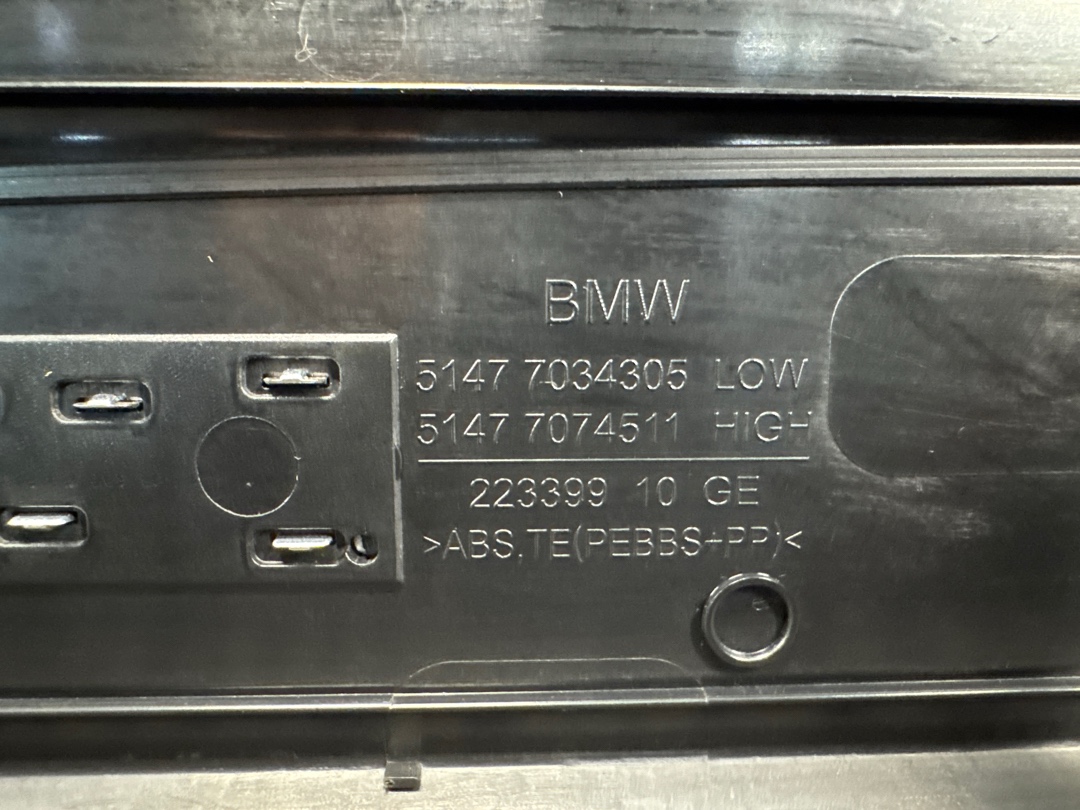 BMW
5147 7034305 LOW
5147 7074511 HIGH
223399 10 GE
>ABS,TE(PEBBS+PP)<